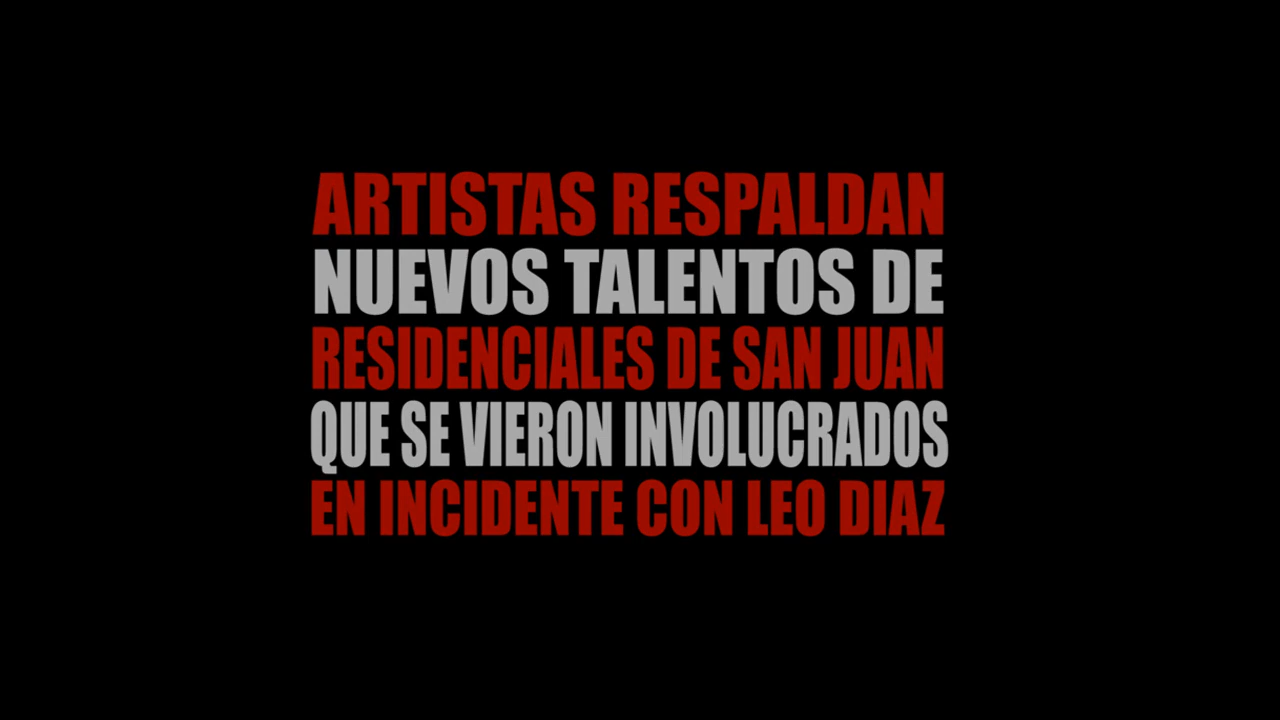 ARTISTAS RESPALDAN
NUEVOS TALENTOS DE
RESIDENCIALES DE SAN JUAN
QUE SE VIERON INVOLUCRADOS
EN INCIDENTE CON LEO DIAZ